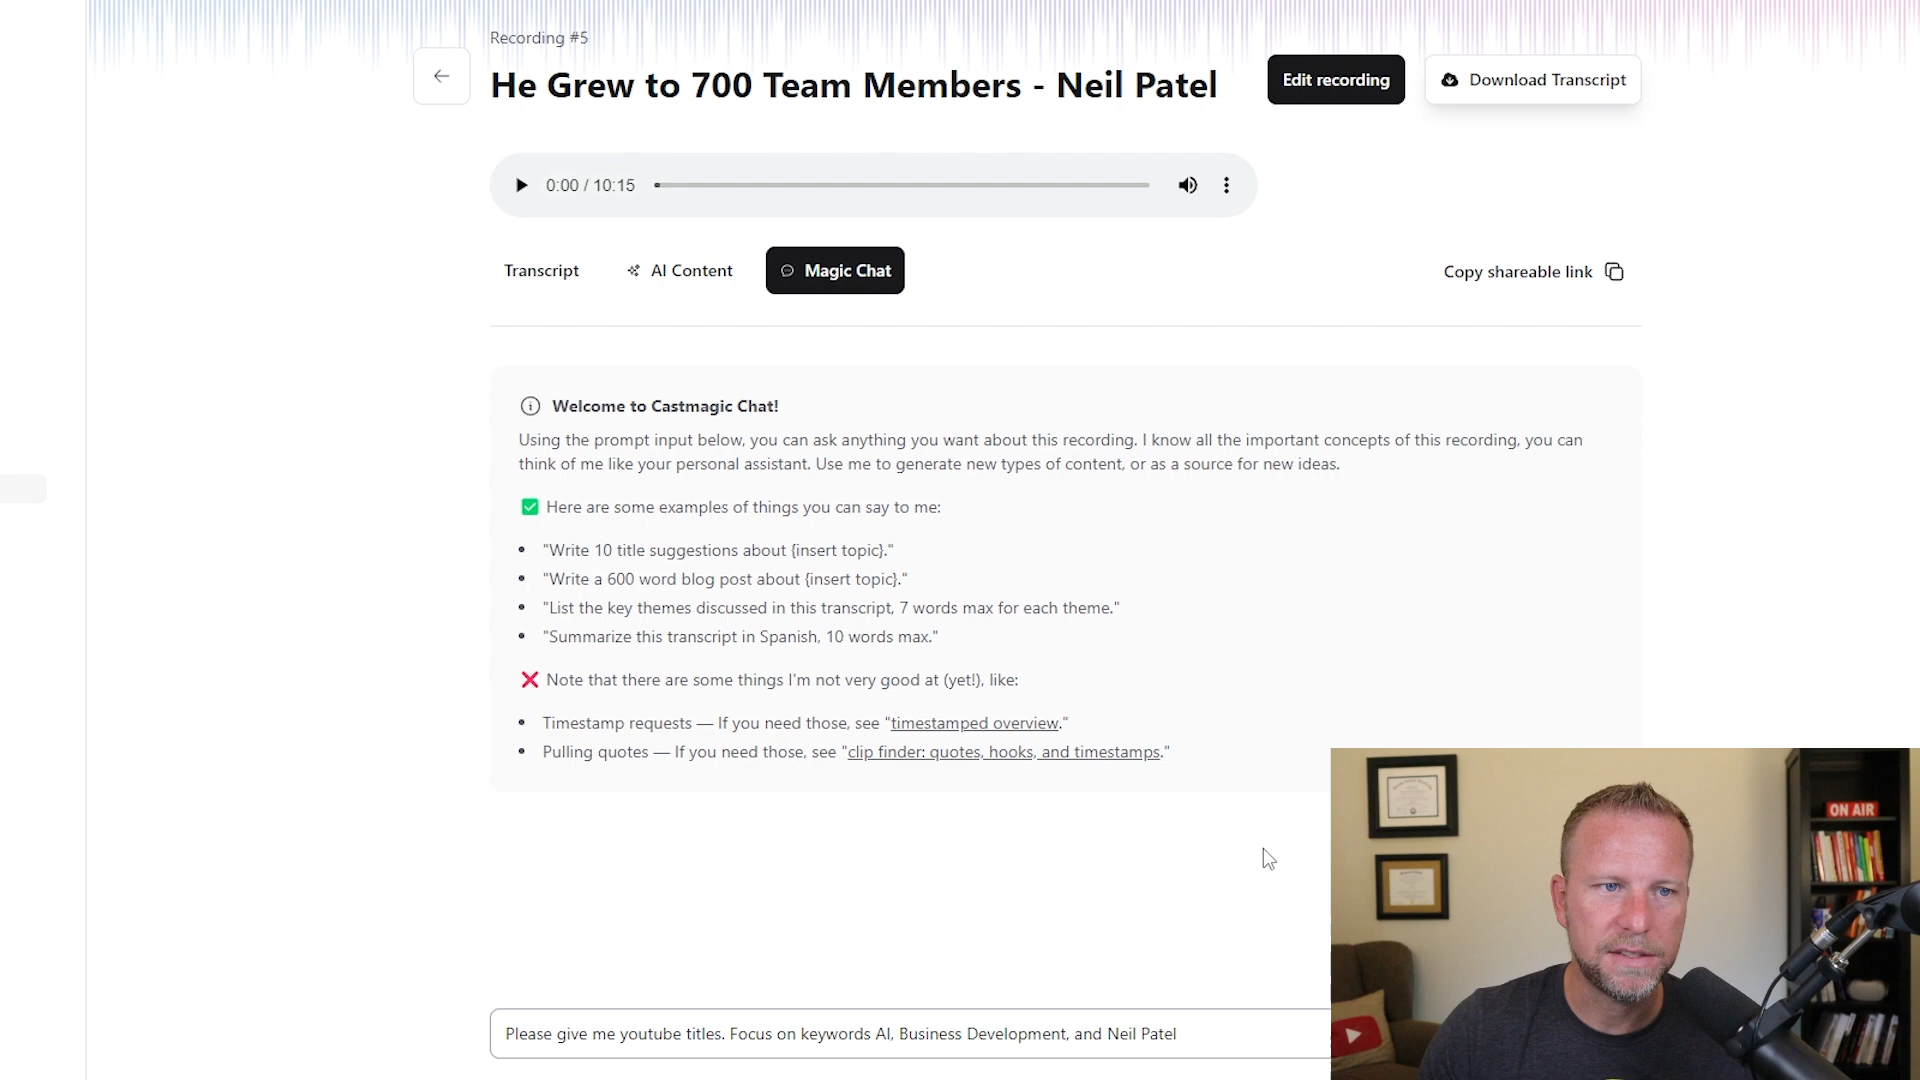 Recording #5
He Grew to 700 Team Members - Neil Patel
Edit recording
Download Transcript
0:00 / 10:15
Transcript
AI Content
Magic Chat
Copy shareable link
Welcome to Castmagic Chat!
Using the prompt input below, you can ask anything you want about this recording. I know all the important concepts of this recording, you can
think of me like your personal assistant. Use me to generate new types of content, or as a source for new ideas.
✅ Here are some examples of things you can say to me:
• "Write 10 title suggestions about {insert topic}."
• "Write a 600 word blog post about {insert topic}."
• "List the key themes discussed in this transcript, 7 words max for each theme."
• "Summarize this transcript in Spanish, 10 words max."
❌ Note that there are some things I'm not very good at (yet!), like:
• Timestamp requests — If you need those, see "timestamped overview."
• Pulling quotes — If you need those, see "clip finder: quotes, hooks, and timestamps."
ON AIR
Please give me youtube titles. Focus on keywords AI, Business Development, and Neil Patel